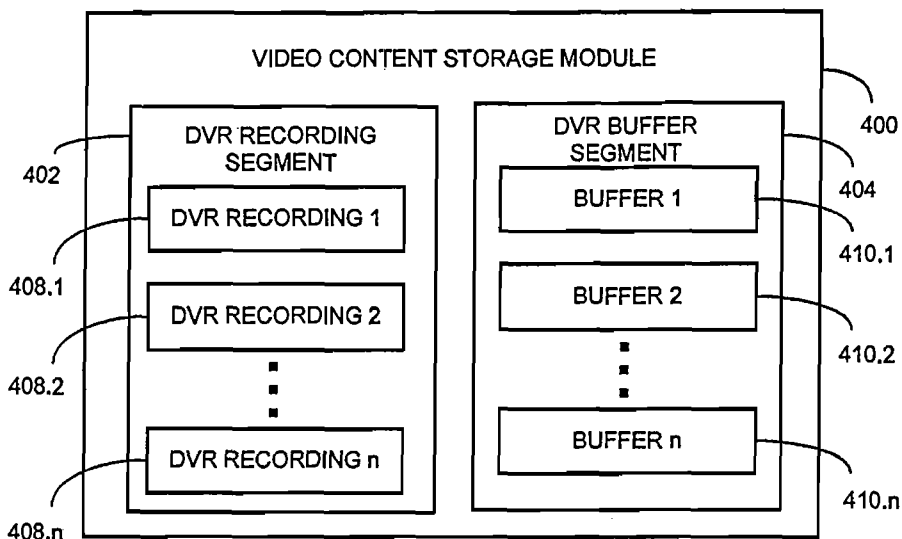 VIDEO CONTENT STORAGE MODULE
400
402
DVR RECORDING
SEGMENT
DVR RECORDING 1
408.1
DVR RECORDING 2
408.2
DVR RECORDING n
408.n
DVR BUFFER
SEGMENT
404
BUFFER 1
410.1
BUFFER 2
410.2
BUFFER n
410.n